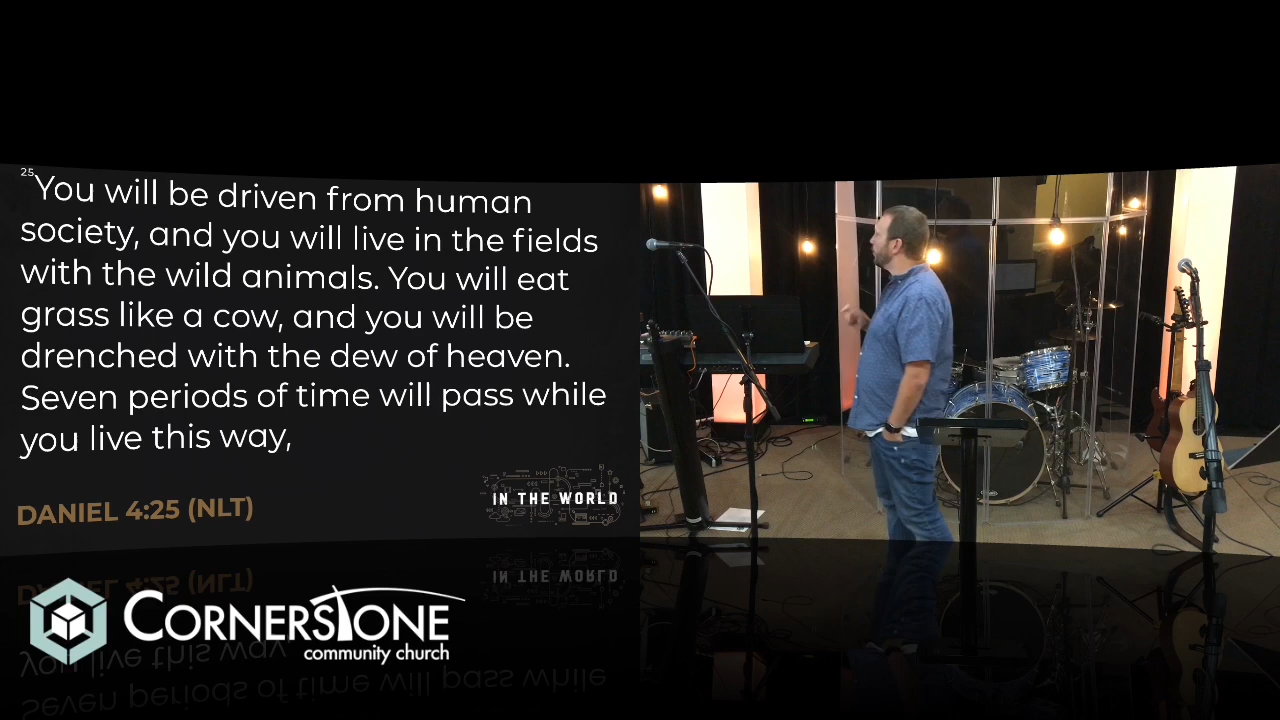 25 You will be driven from human
society, and you will live in the fields
with the wild animals. You will eat
grass like a cow, and you will be
drenched with the dew of heaven.
Seven periods of time will pass while
you live this way,
DANIEL 4:25 (NLT)
IN THE WORLD
CORNERSTONE
community church